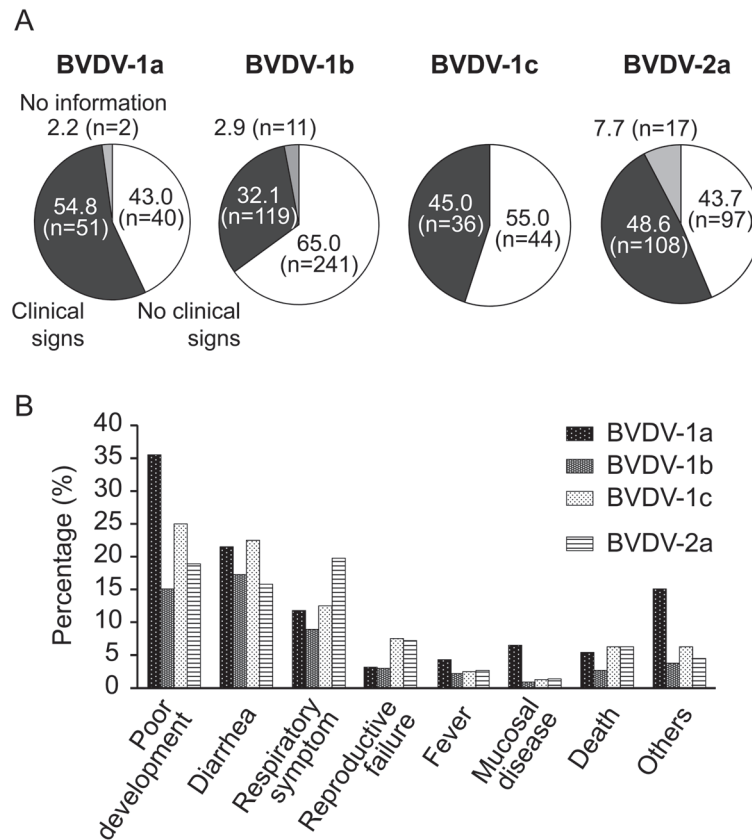 A
BVDV-1a
BVDV-1b
BVDV-1c
BVDV-2a
No information
2.2 (n=2)
2.9 (n=11)
7.7 (n=17)
54.8
(n=51)
43.0
(n=40)
32.1
(n=119)
65.0
(n=241)
45.0
(n=36)
55.0
(n=44)
48.6
(n=108)
43.7
(n=97)
Clinical
signs
No clinical
signs
B
Percentage (%)
40
35
30
25
20
15
10
5
0
BVDV-1a
BVDV-1b
BVDV-1c
BVDV-2a
Poor
development
Diarrhea
Respiratory
symptom
Reproductive
failure
Fever
Mucosal
disease
Death
Others